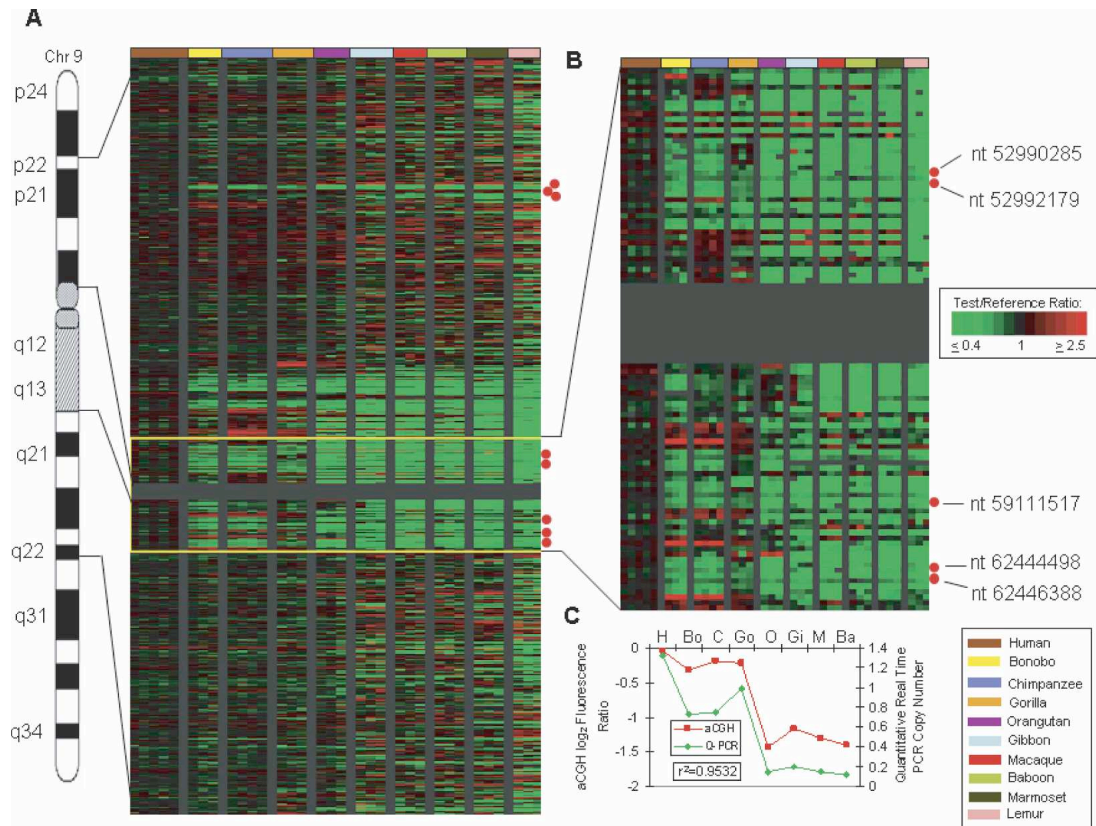 A
Chr 9
p24
p22
p21
q12
q13
q21
q22
q31
q34
B
nt 52990285
nt 52992179
Test/Reference Ratio:
≤ 0.4 1 ≥ 2.5
nt 59111517
nt 62444498
nt 62446388
C
H Bo C Go O Gi M Ba
0
-0.5
-1
-1.5
-2
aCGH log2 Fluorescence
Ratio
aCGH
Q-PCR
r²=0.9532
1.4
1.2
1
0.8
0.6
0.4
0.2
0
Quantitative Real Time
PCR Copy Number
Human
Bonobo
Chimpanzee
Gorilla
Orangutan
Gibbon
Macaque
Baboon
Marmoset
Lemur